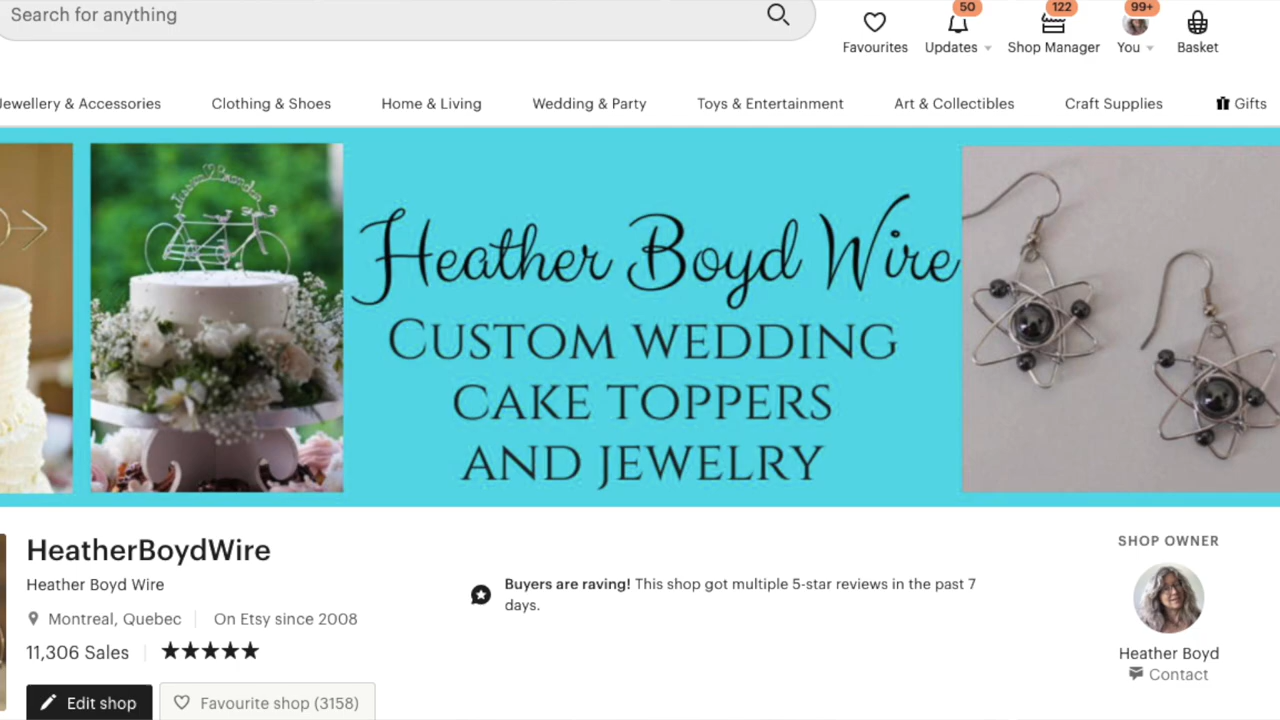 Search for anything
50
122
99+
Favourites
Updates
Shop Manager
You
Basket
Jewellery & Accessories
Clothing & Shoes
Home & Living
Wedding & Party
Toys & Entertainment
Art & Collectibles
Craft Supplies
Gifts
Heather Boyd Wire
CUSTOM WEDDING
CAKE TOPPERS
AND JEWELRY
HeatherBoydWire
Heather Boyd Wire
Montreal, Quebec
On Etsy since 2008
11,306 Sales
Buyers are raving! This shop got multiple 5-star reviews in the past 7
days.
SHOP OWNER
Heather Boyd
Contact
Edit shop
Favourite shop (3158)